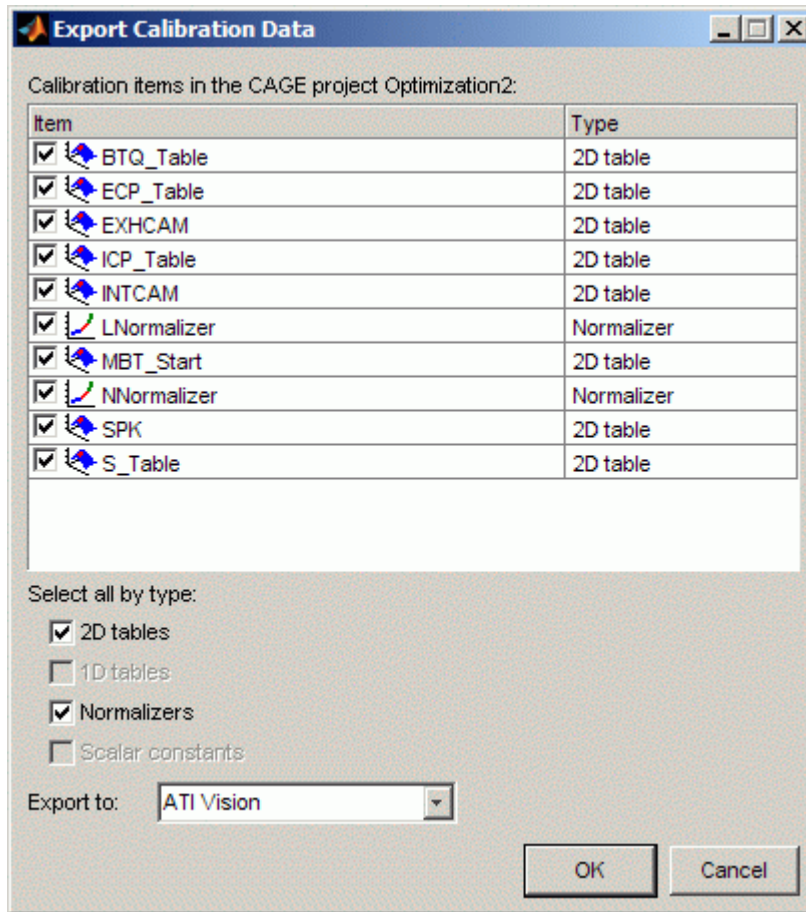 Export Calibration Data
Calibration items in the CAGE project Optimization2:
Item Type
BTQ_Table 2D table
ECP_Table 2D table
EXHCAM 2D table
ICP_Table 2D table
INTCAM 2D table
LNormalizer Normalizer
MBT_Start 2D table
NNormalizer Normalizer
SPK 2D table
S_Table 2D table
Select all by type:
2D tables
1D tables
Normalizers
Scalar constants
Export to: ATI Vision
OK Cancel